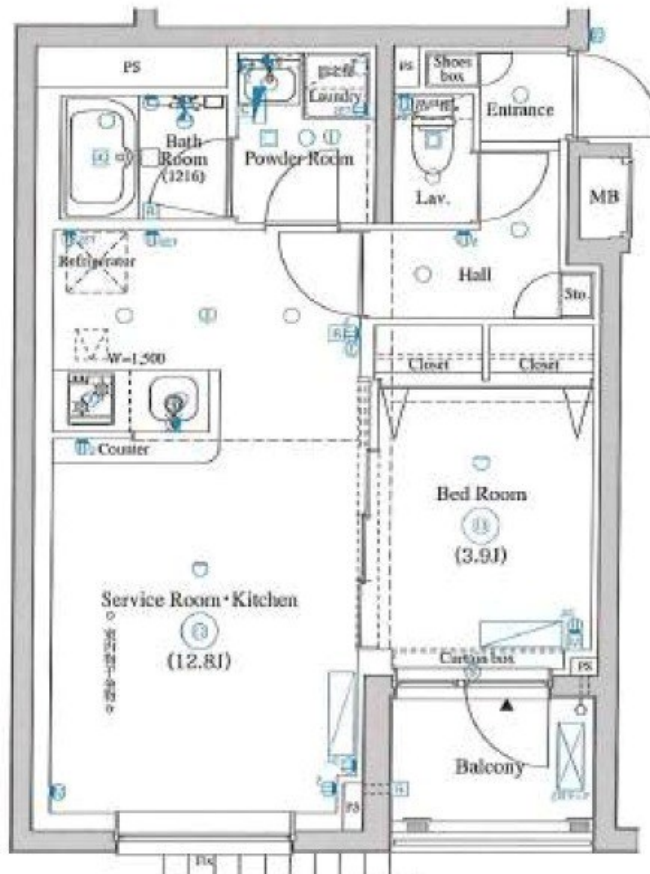 PS
Bath
Room
(1216)
Powder Room
Laundry
PS
Shoes
box
Entrance
Lav.
MB
Refrigerator
Hall
Sto.
W=1,500
Closet
Closet
Counter
Bed Room
(3.9J)
Service Room・Kitchen
(12.8J)
Curtain box
PS
Balcony
PS
Fix